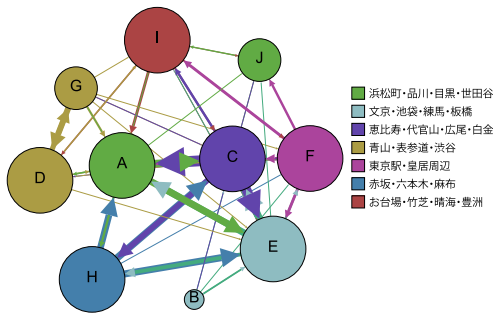 I
J
G
A
C
F
D
E
H
B
浜松町・品川・目黒・世田谷
文京・池袋・練馬・板橋
恵比寿・代官山・広尾・白金
青山・表参道・渋谷
東京駅・皇居周辺
赤坂・六本木・麻布
お台場・竹芝・晴海・豊洲